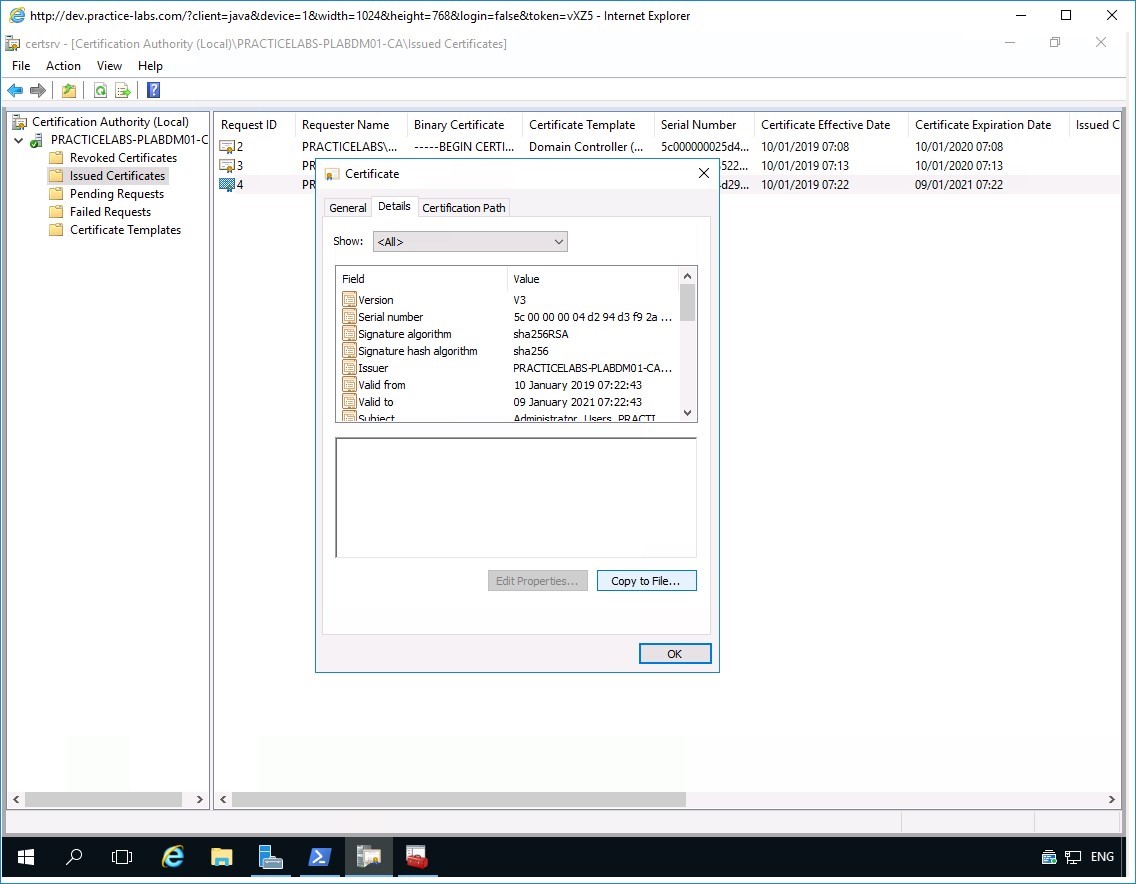 http://dev.practice-labs.com/?client=java&device=1&width=1024&height=768&login=false&token=vXZ5 - Internet Explorer
certsrv - [Certification Authority (Local)\PRACTICELABS-PLABDM01-CA\Issued Certificates]
File Action View Help
Certification Authority (Local)
PRACTICELABS-PLABDM01-C
Revoked Certificates
Issued Certificates
Pending Requests
Failed Requests
Certificate Templates
Request ID Requester Name Binary Certificate Certificate Template Serial Number Certificate Effective Date Certificate Expiration Date Issued C
2 PRACTICELABS\... -----BEGIN CERTI... Domain Controller (... 5c000000025d4... 10/01/2019 07:08 10/01/2020 07:08
3 PR 522... 10/01/2019 07:13 10/01/2020 07:13
4 PR d29... 10/01/2019 07:22 09/01/2021 07:22
Certificate
General Details Certification Path
Show: <All>
Field Value
Version V3
Serial number 5c 00 00 00 04 d2 94 d3 f9 2a ...
Signature algorithm sha256RSA
Signature hash algorithm sha256
Issuer PRACTICELABS-PLABDM01-CA...
Valid from 10 January 2019 07:22:43
Valid to 09 January 2021 07:22:43
Subject Administrator, Users, PRACTI
Edit Properties... Copy to File...
OK
ENG